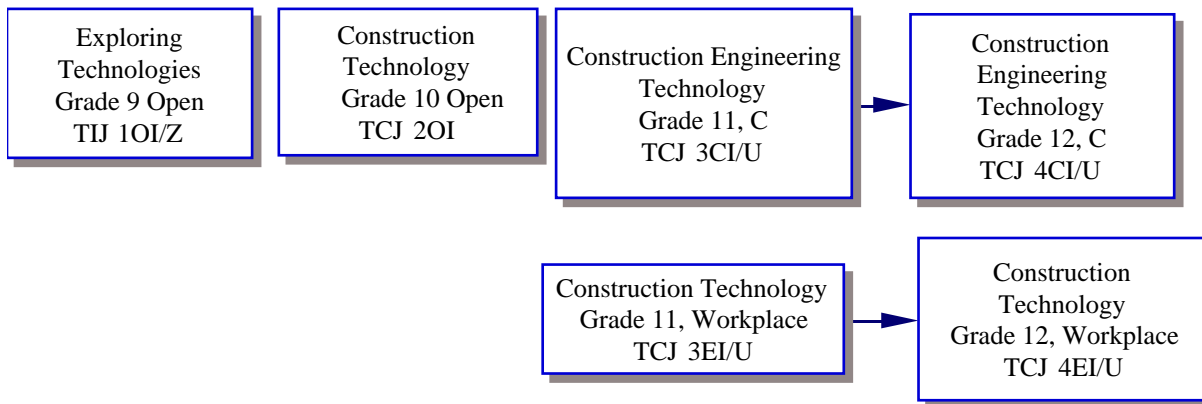 Exploring
Technologies
Grade 9 Open
TIJ 1OI/Z
Construction
Technology
Grade 10 Open
TCJ 2OI
Construction Engineering
Technology
Grade 11, C
TCJ 3CI/U
Construction
Engineering
Technology
Grade 12, C
TCJ 4CI/U
Construction Technology
Grade 11, Workplace
TCJ 3EI/U
Construction
Technology
Grade 12, Workplace
TCJ 4EI/U